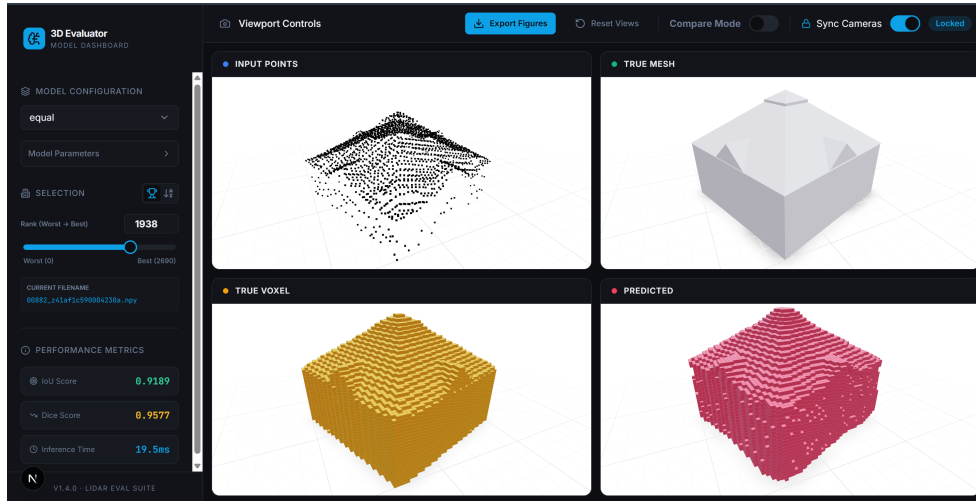 3D Evaluator
MODEL DASHBOARD
Viewport Controls
Export Figures
Reset Views
Compare Mode
Sync Cameras
Locked
MODEL CONFIGURATION
equal
Model Parameters
SELECTION
Rank (Worst → Best)
1938
Worst (0)
Best (2690)
CURRENT FILENAME
00882_z41af1c590084230a.npy
PERFORMANCE METRICS
IoU Score
0.9189
Dice Score
0.9577
Inference Time
19.5ms
N
V1.4.0 · LIDAR EVAL SUITE
INPUT POINTS
TRUE MESH
TRUE VOXEL
PREDICTED